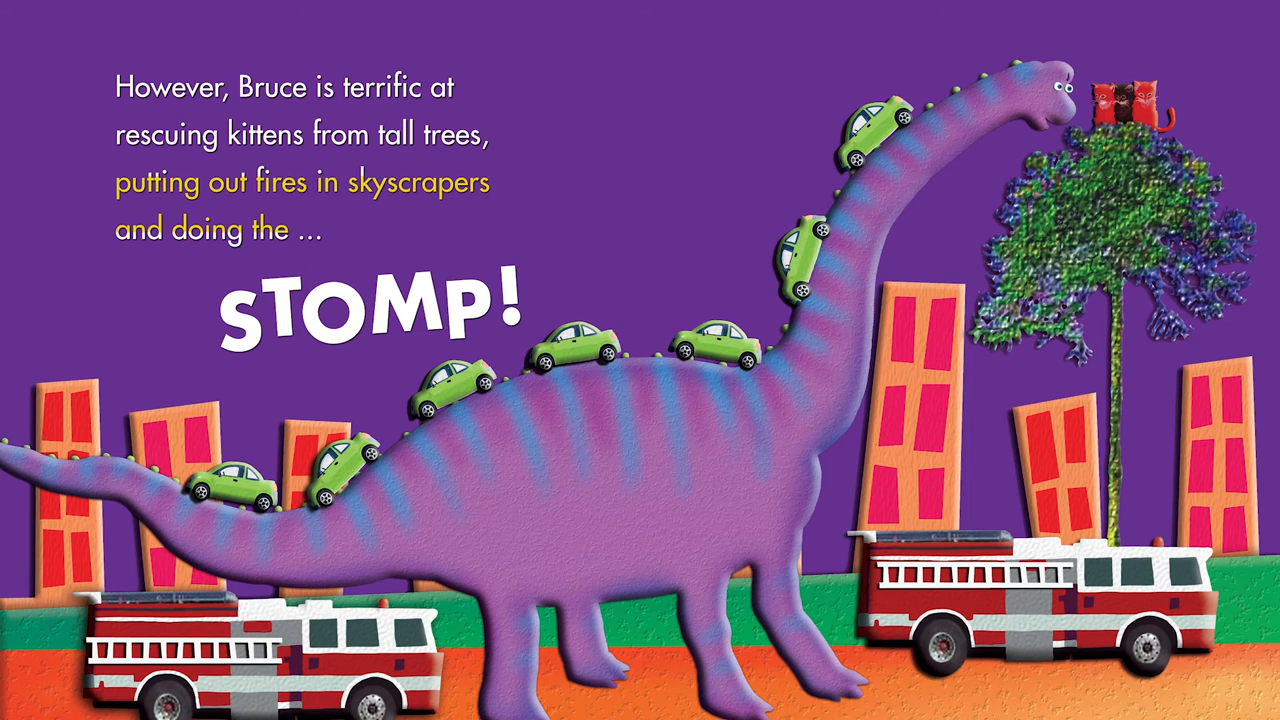 However, Bruce is terrific at
rescuing kittens from tall trees,
putting out fires in skyscrapers
and doing the ...
STOMP!